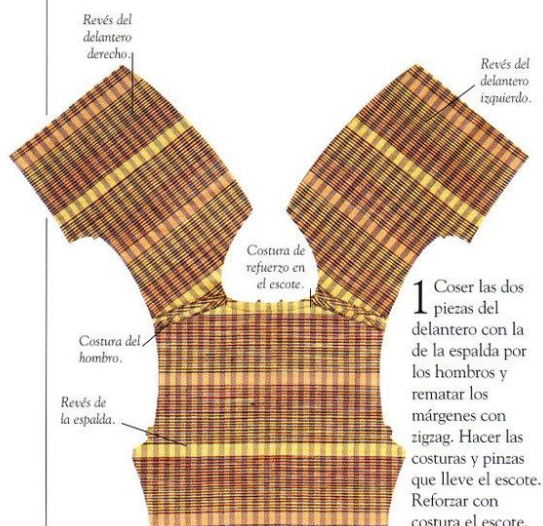 Revés del
delantero
derecho.
Revés del
delantero
izquierdo.
Costura de
refuerzo en
el escote.
Costura del
hombro.
Revés de
la espalda.
1 Coser las dos
piezas del
delantero con la
de la espalda por
los hombros y
rematar los
márgenes con
zigzag. Hacer las
costuras y pinzas
que lleve el escote.
Reforzar con
costura el escote.